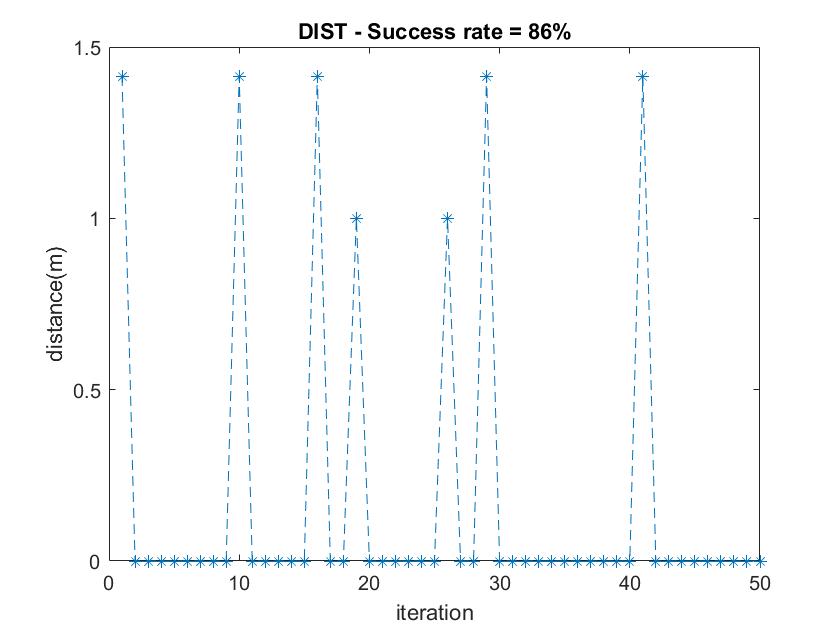 DIST - Success rate = 86%
1.5
1
0.5
0
0 10 20 30 40 50
distance(m)
iteration